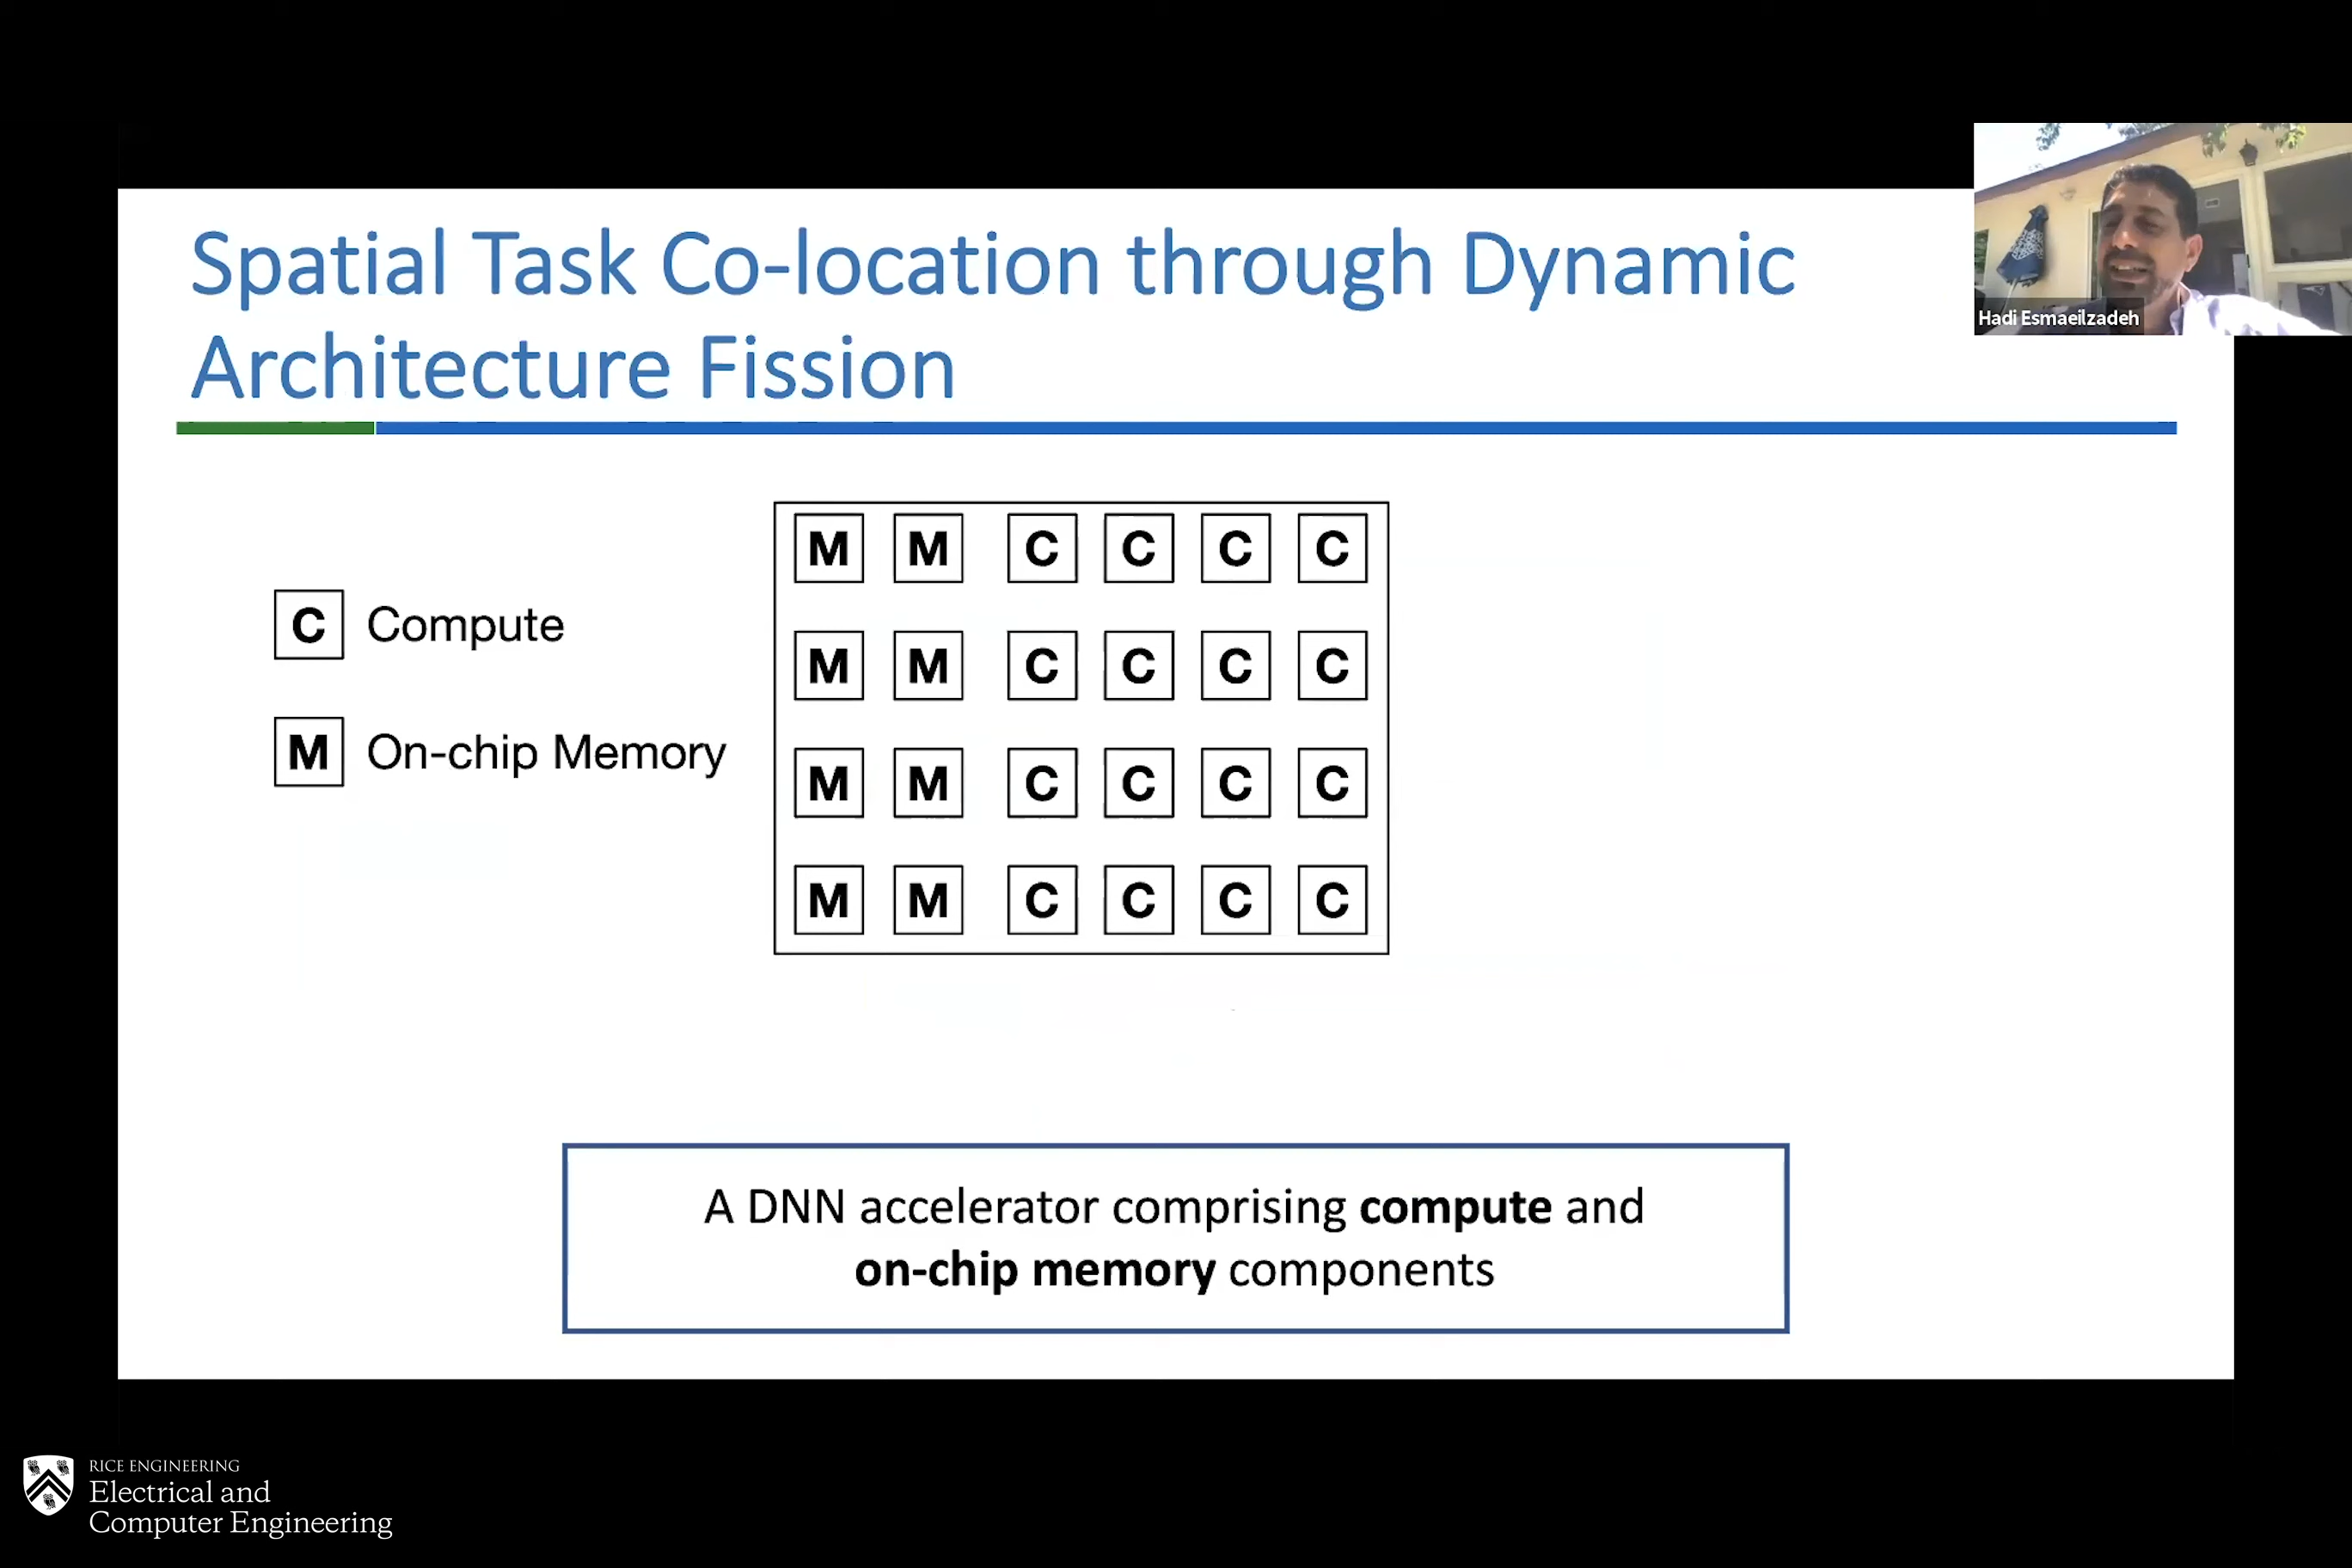 Spatial Task Co-location through Dynamic
Architecture Fission
Hadi Esmaeilzadeh
C Compute
M On-chip Memory
M M C C C C
M M C C C C
M M C C C C
M M C C C C
A DNN accelerator comprising compute and
on-chip memory components
RICE ENGINEERING
Electrical and
Computer Engineering